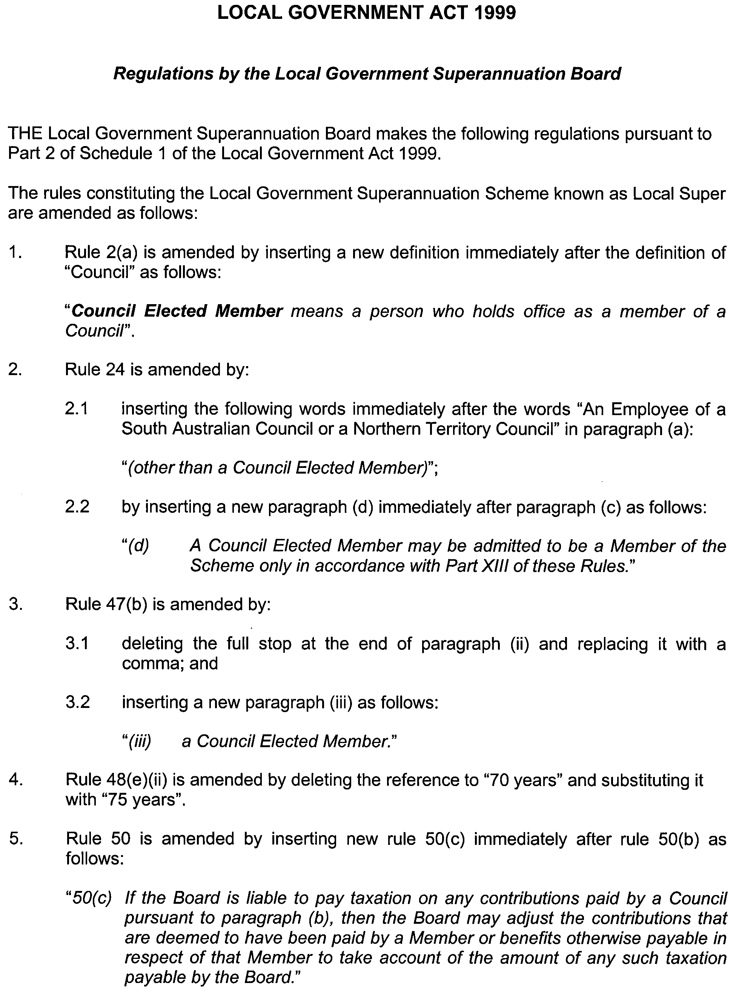 LOCAL GOVERNMENT ACT 1999
Regulations by the Local Government Superannuation Board
THE Local Government Superannuation Board makes the following regulations pursuant to
Part 2 of Schedule 1 of the Local Government Act 1999.
The rules constituting the Local Government Superannuation Scheme known as Local Super
are amended as follows:
1. Rule 2(a) is amended by inserting a new definition immediately after the definition of
“Council” as follows:
“Council Elected Member means a person who holds office as a member of a
Council”.
2. Rule 24 is amended by:
2.1 inserting the following words immediately after the words “An Employee of a
South Australian Council or a Northern Territory Council” in paragraph (a):
“(other than a Council Elected Member)”;
2.2 by inserting a new paragraph (d) immediately after paragraph (c) as follows:
“(d) A Council Elected Member may be admitted to be a Member of the
Scheme only in accordance with Part XIII of these Rules.”
3. Rule 47(b) is amended by:
3.1 deleting the full stop at the end of paragraph (ii) and replacing it with a
comma; and
3.2 inserting a new paragraph (iii) as follows:
“(iii) a Council Elected Member.”
4. Rule 48(e)(ii) is amended by deleting the reference to “70 years” and substituting it
with “75 years”.
5. Rule 50 is amended by inserting new rule 50(c) immediately after rule 50(b) as
follows:
“50(c) If the Board is liable to pay taxation on any contributions paid by a Council
pursuant to paragraph (b), then the Board may adjust the contributions that
are deemed to have been paid by a Member or benefits otherwise payable in
respect of that Member to take account of the amount of any such taxation
payable by the Board.”